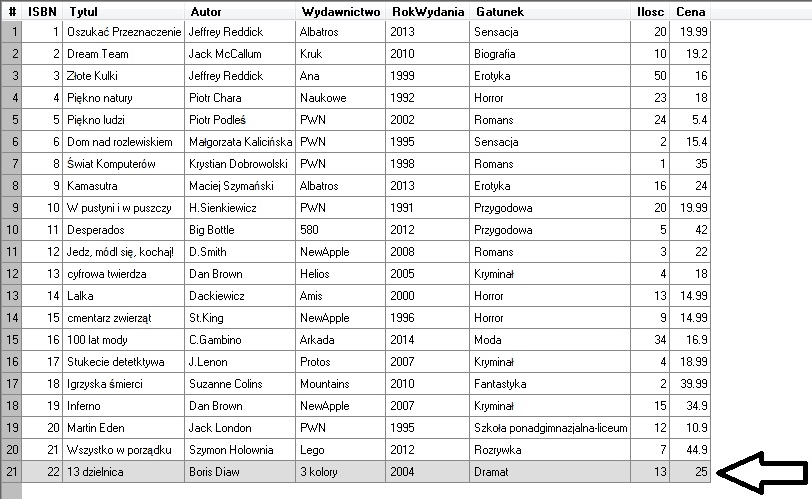 # ISBN Tytul Autor Wydawnictwo RokWydania Gatunek Ilosc Cena
1 1 Oszukać Przeznaczenie Jeffrey Reddick Albatros 2013 Sensacja 20 19.99
2 2 Dream Team Jack McCallum Kruk 2010 Biografia 10 19.2
3 3 Złote Kulki Jeffrey Reddick Ana 1999 Erotyka 50 16
4 4 Piękno natury Piotr Chara Naukowe 1992 Horror 23 18
5 5 Piękno ludzi Piotr Podleś PWN 2002 Romans 24 5.4
6 6 Dom nad rozlewiskiem Małgorzata Kalicińska PWN 1995 Sensacja 2 15.4
7 8 Świat Komputerów Krystian Dobrowolski PWN 1998 Romans 1 35
8 9 Kamasutra Maciej Szymański Albatros 2013 Erotyka 16 24
9 10 W pustyni i w puszczy H.Sienkiewicz PWN 1991 Przygodowa 20 19.99
10 11 Desperados Big Bottle 580 2012 Przygodowa 5 42
11 12 Jedz, módl się, kochaj! D.Smith NewApple 2008 Romans 3 22
12 13 cyfrowa twierdza Dan Brown Helios 2005 Kryminał 4 18
13 14 Lalka Dackiewicz Amis 2000 Horror 13 14.99
14 15 cmentarz zwierząt St.King NewApple 1996 Horror 9 14.99
15 16 100 lat mody C.Gambino Arkada 2014 Moda 34 16.9
16 17 Stukecie detetktywa J.Lenon Protos 2007 Kryminał 4 18.99
17 18 Igrzyska śmierci Suzanne Colins Mountains 2010 Fantastyka 2 39.99
18 19 Inferno Dan Brown NewApple 2007 Kryminał 15 34.9
19 20 Martin Eden Jack London PWN 1995 Szkoła ponadgimnazjalna-liceum 12 10.9
20 21 Wszystko w porządku Szymon Holownia Lego 2012 Rozrywka 7 44.9
21 22 13 dzielnica Boris Diaw 3 kolory 2004 Dramat 13 25